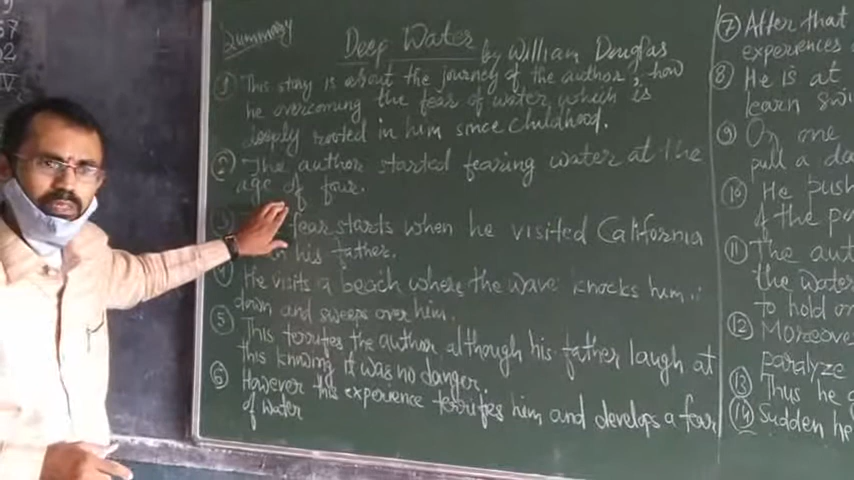 Summary
Deep Water by William Douglas
① This story is about the journey of the author, how
he overcoming the fear of water, which is
deeply rooted in him since childhood.
② The author started fearing water at the
age of four.
fear starts when he visited California
his father.
④ He visits a beach where the wave knocks him
down and sweeps over him.
⑤ This terrifies the author, although his father laugh at
this knowing it was no danger.
⑥ However this experience terrifies him and develops a fear
of water
⑦ After that
experiences
⑧ He is at
learn
⑨ On one
pull a
⑩ He push
of the
⑪ The
the water
to hold
⑫ Moreover
paralyze
⑬ Thus he
⑭ Sudden he